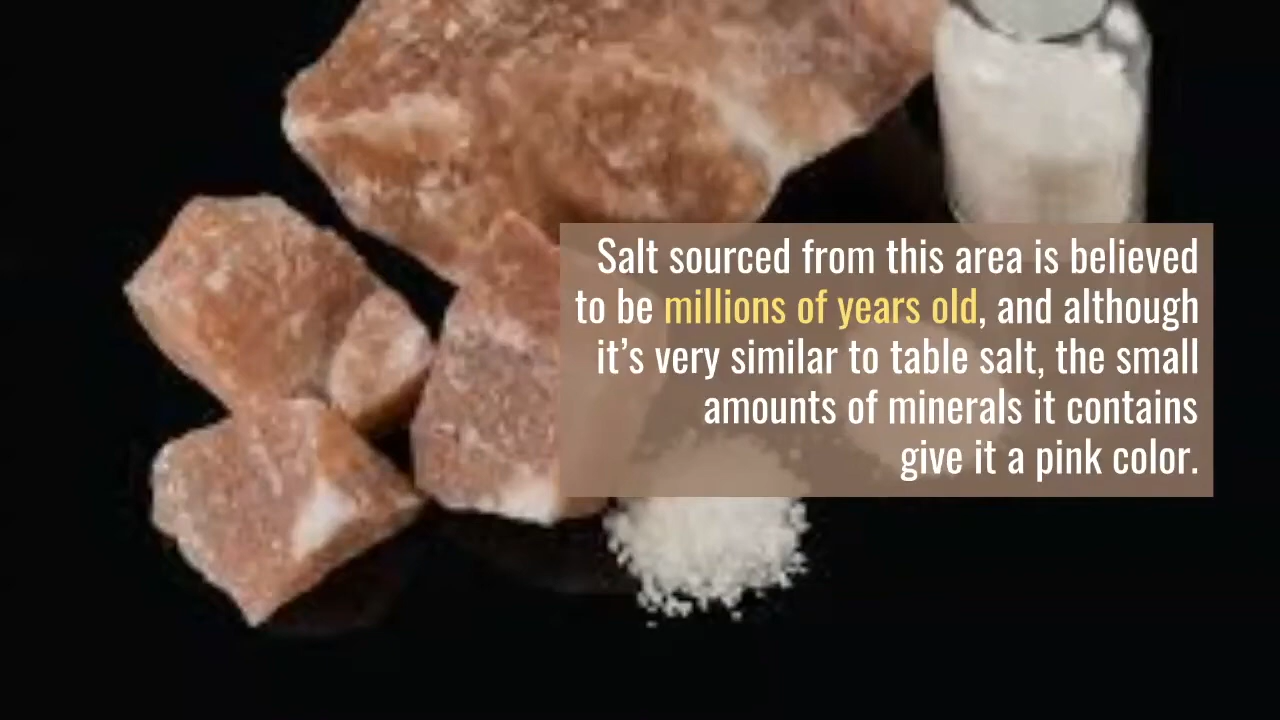 Salt sourced from this area is believed
to be millions of years old, and although
it’s very similar to table salt, the small
amounts of minerals it contains
give it a pink color.